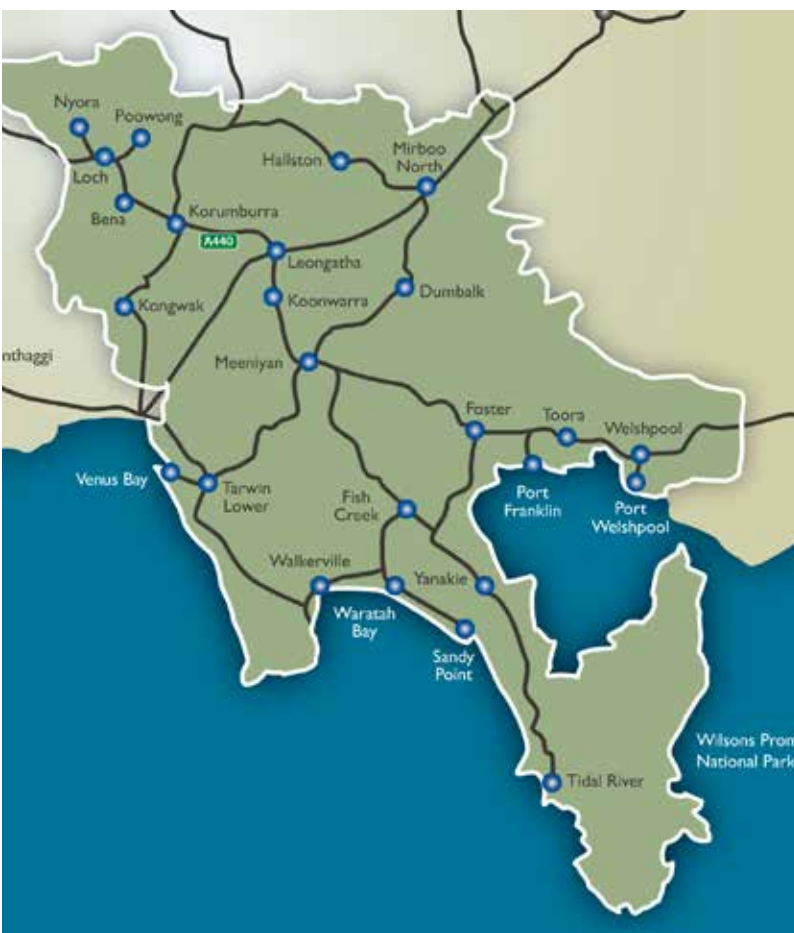 Nyora
Poowong
Loch
Hallston
Mirboo
North
Bena
Korumburra
A440
Leongatha
Kongwak
Koonwarra
Dumbalk
nthaggi
Meeniyan
Foster
Toora
Welshpool
Venus Bay
Tarwin
Lower
Fish
Creek
Port
Franklin
Port
Welshpool
Walkerville
Yanakie
Waratah
Bay
Sandy
Point
Wilsons Pron
National Park
Tidal River